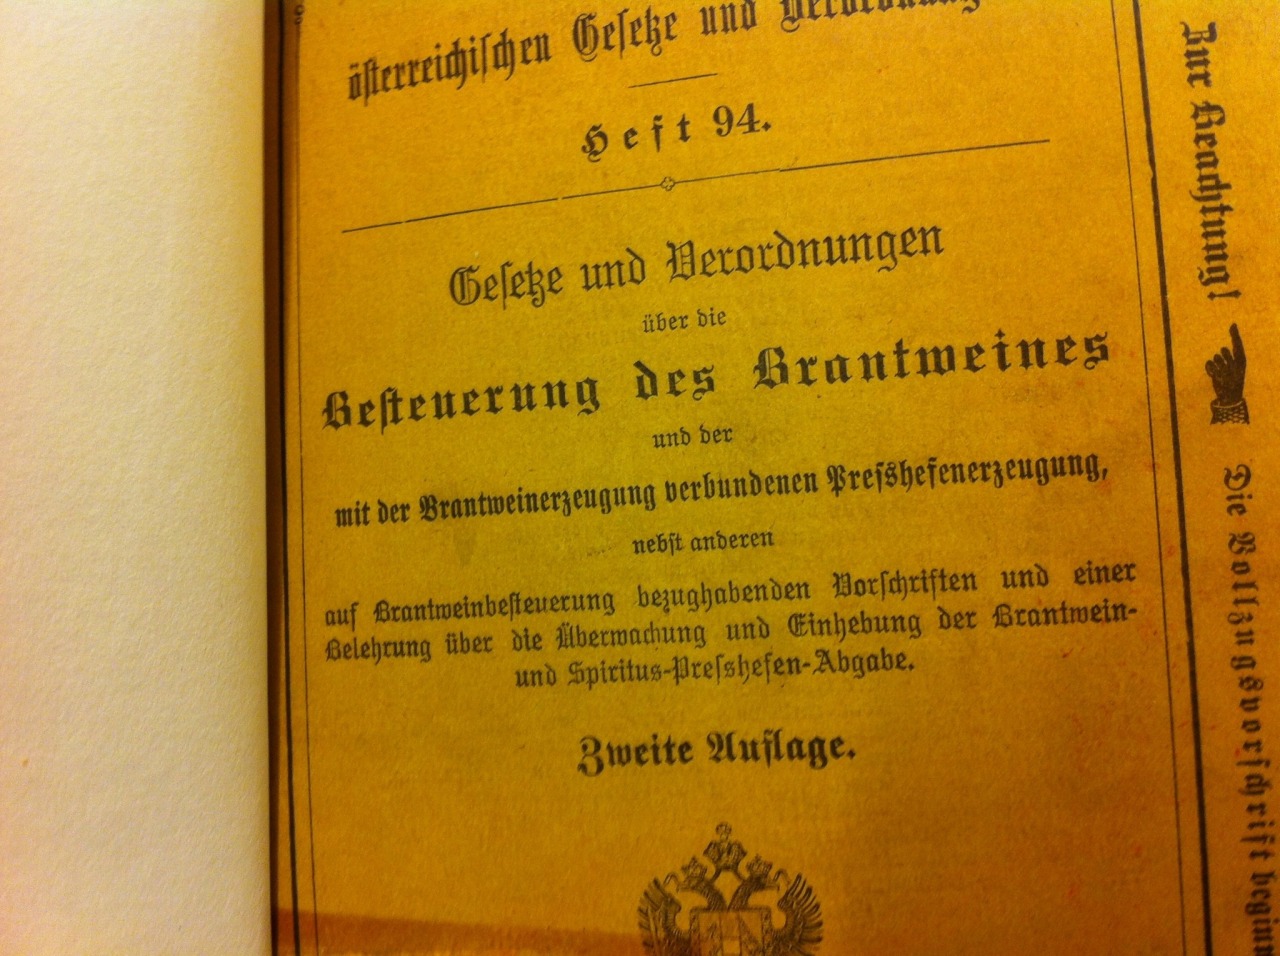 öſterreichiſchen Geſetze und Verordnung
Heft 94.
Geſetze und Verordnungen
über die
Beſteuerung des Brantweines
und der
mit der Brantweinerzeugung verbundenen Preſshefenerzeugung,
nebſt anderen
auf Brantweinbeſteuerung bezughabenden Vorſchriften und einer
Belehrung über die Überwachung und Einhebung der Brantwein-
und Spiritus-Preſshefen-Abgabe.
Zweite Auflage.
Zur Beachtung!
Die Vollzugsvorſchrift beginn